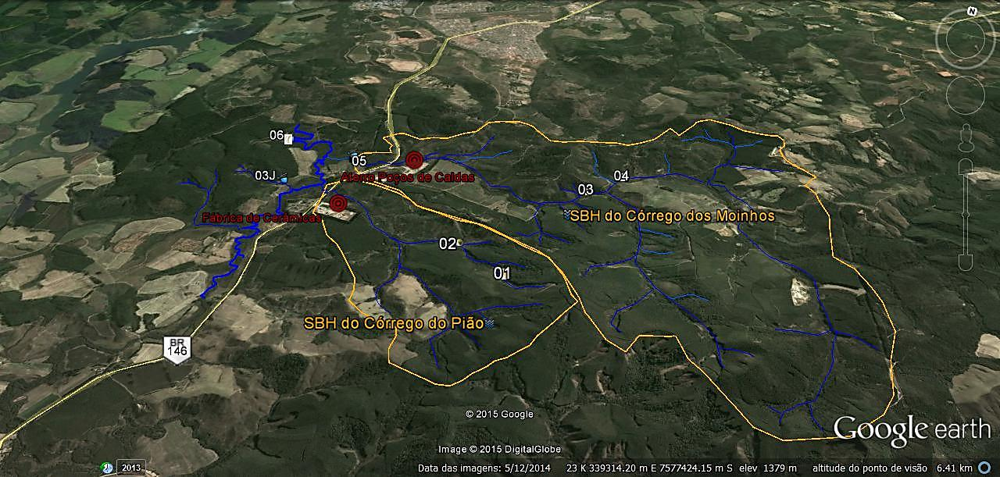 N
06
05
03J
Aterro Poços de Caldas
04
03
SBH do Córrego dos Moinhos
Fábrica de Cerâmicas
02
01
SBH do Córrego do Pião
BR
146
© 2015 Google
Google earth
Image © 2015 DigitalGlobe
2013
Data das imagens: 5/12/2014 23 K 339314.20 m E 7577424.15 m S elev 1379 m altitude do ponto de visão 6.41 km